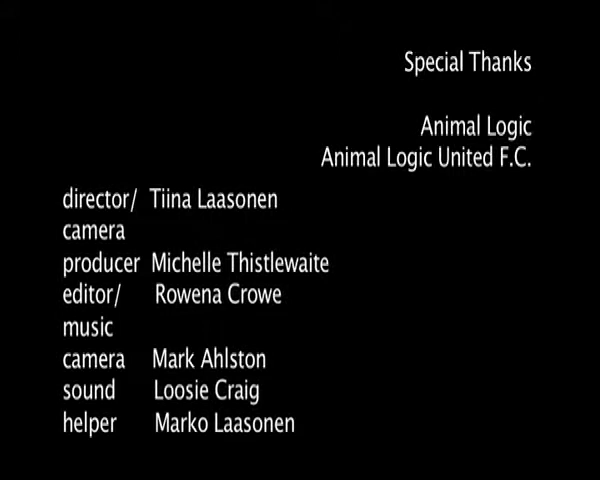 Special Thanks
Animal Logic
Animal Logic United F.C.
director/ Tiina Laasonen
camera
producer Michelle Thistlewaite
editor/ Rowena Crowe
music
camera Mark Ahlston
sound Loosie Craig
helper Marko Laasonen